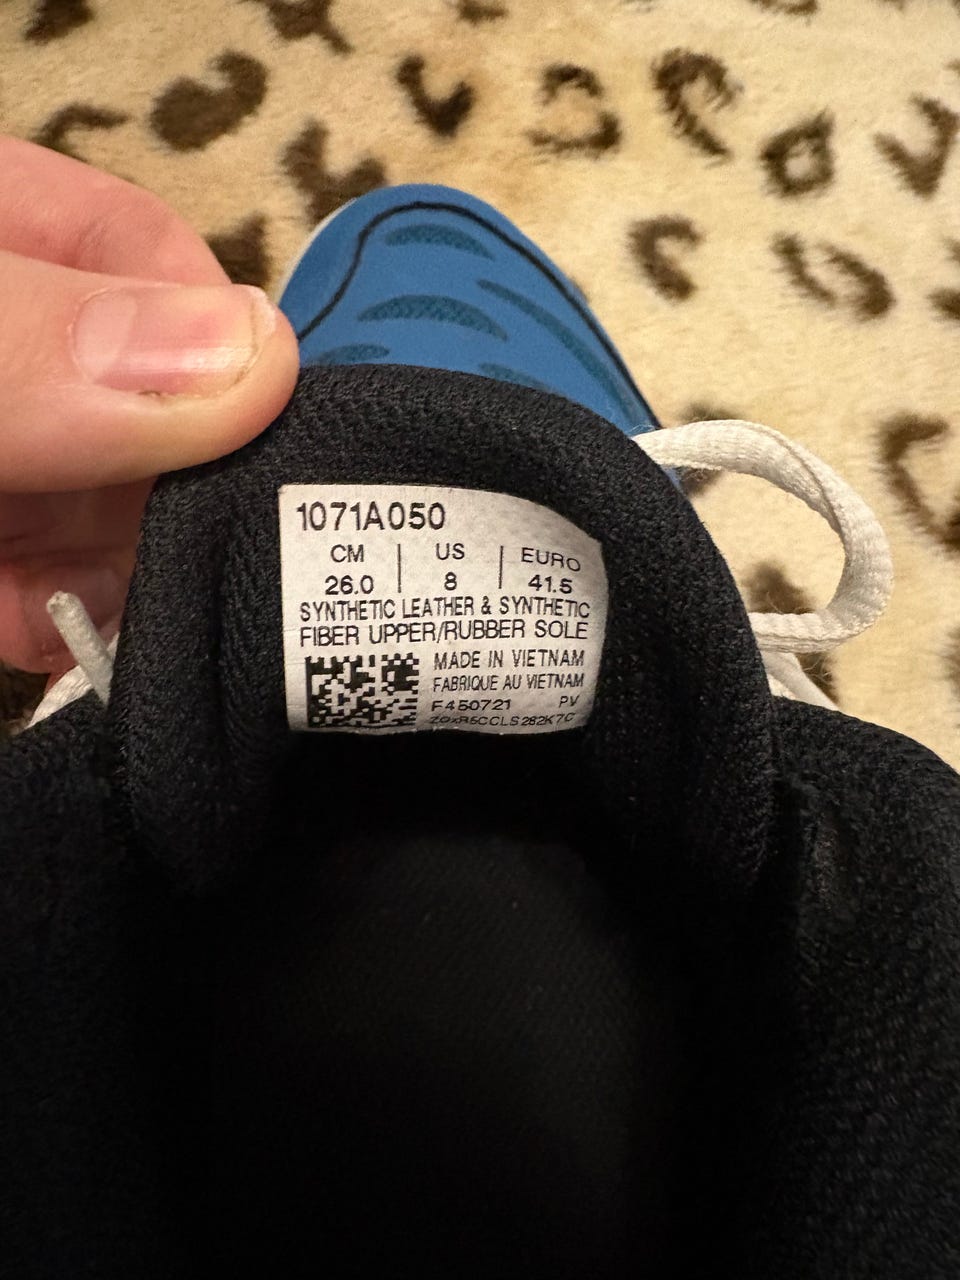 1071A050
CM | US | EURO
26.0 | 8 | 41.5
SYNTHETIC LEATHER & SYNTHETIC
FIBER UPPER/RUBBER SOLE
MADE IN VIETNAM
FABRIQUE AU VIETNAM
F450721 PV